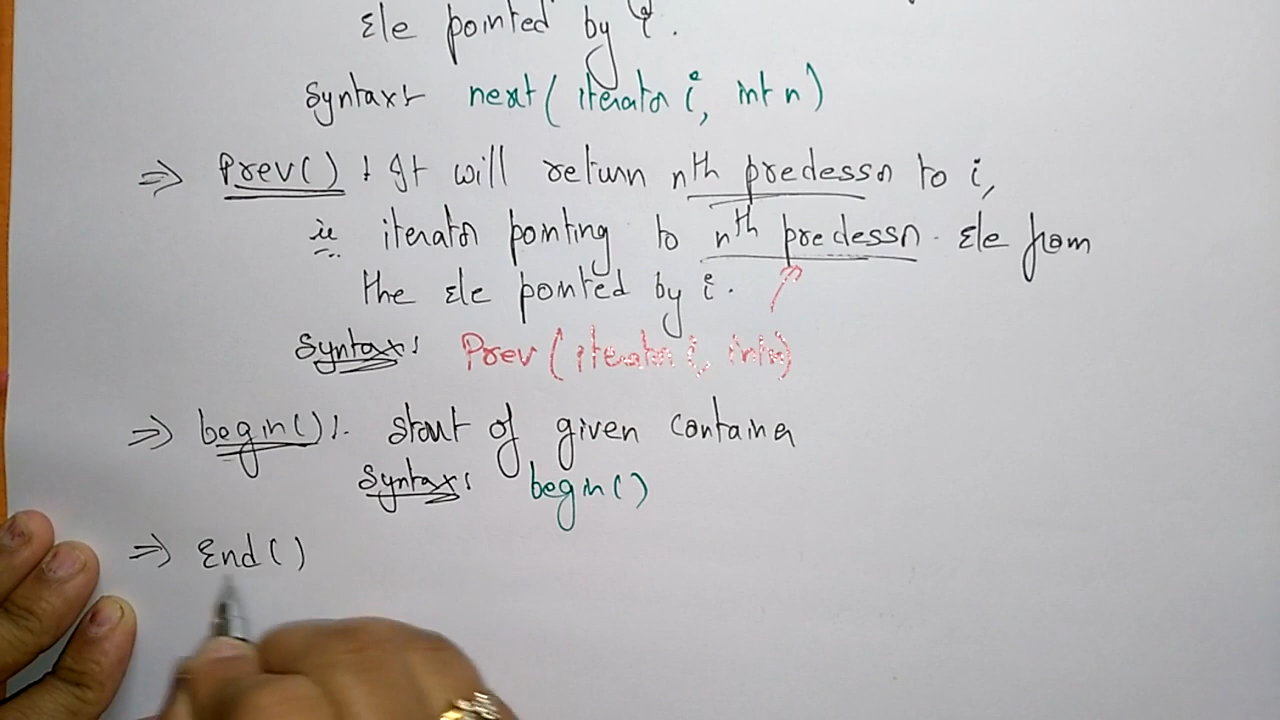 Ele pointed by i.
Syntax:- next( iterator i, int n)
⇒ Prev() : It will return nth predessor to i,
ie iterator pointing to nth predessor. Ele from
the ele pointed by i.
Syntax: Prev (iterator i, int n)
⇒ begin():- start of given container
Syntax: begin()
⇒ End()